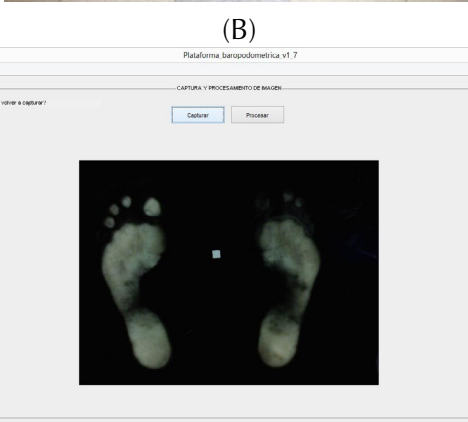 (B)
Plataforma_baropodometrica_v1_7
CAPTURA Y PROCESAMIENTO DE IMAGEN
volver a capturar?
Capturar
Procesar